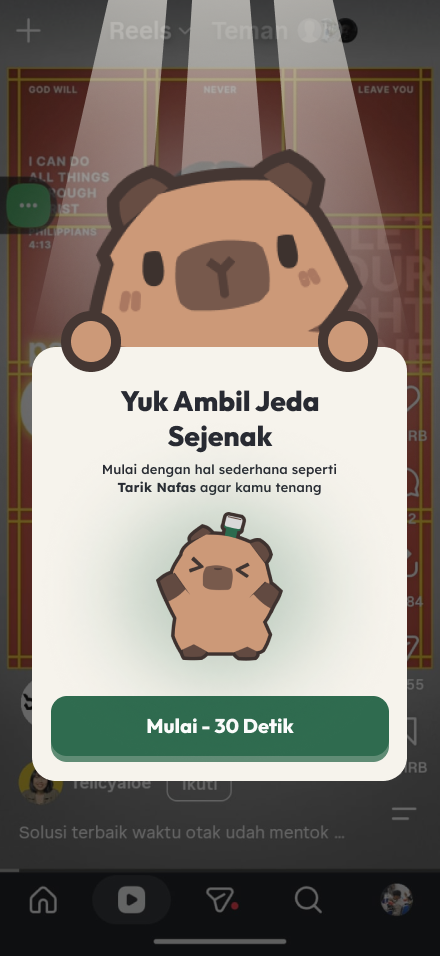 Reels
Teman
GOD WILL
NEVER
LEAVE YOU
I CAN DO
ALL THINGS
THROUGH
PHILIPPIANS
4:13
Yuk Ambil Jeda
Sejenak
Mulai dengan hal sederhana seperti
Tarik Nafas agar kamu tenang
Mulai - 30 Detik
felicyaloe
Ikuti
Solusi terbaik waktu otak udah mentok ...